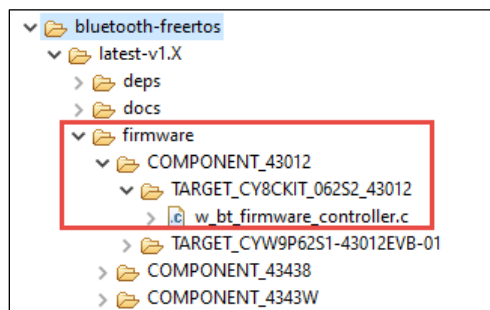 bluetooth-freertos
latest-v1.X
deps
docs
firmware
COMPONENT_43012
TARGET_CY8CKIT_062S2_43012
.c w_bt_firmware_controller.c
TARGET_CYW9P62S1-43012EVB-01
COMPONENT_43438
COMPONENT_4343W